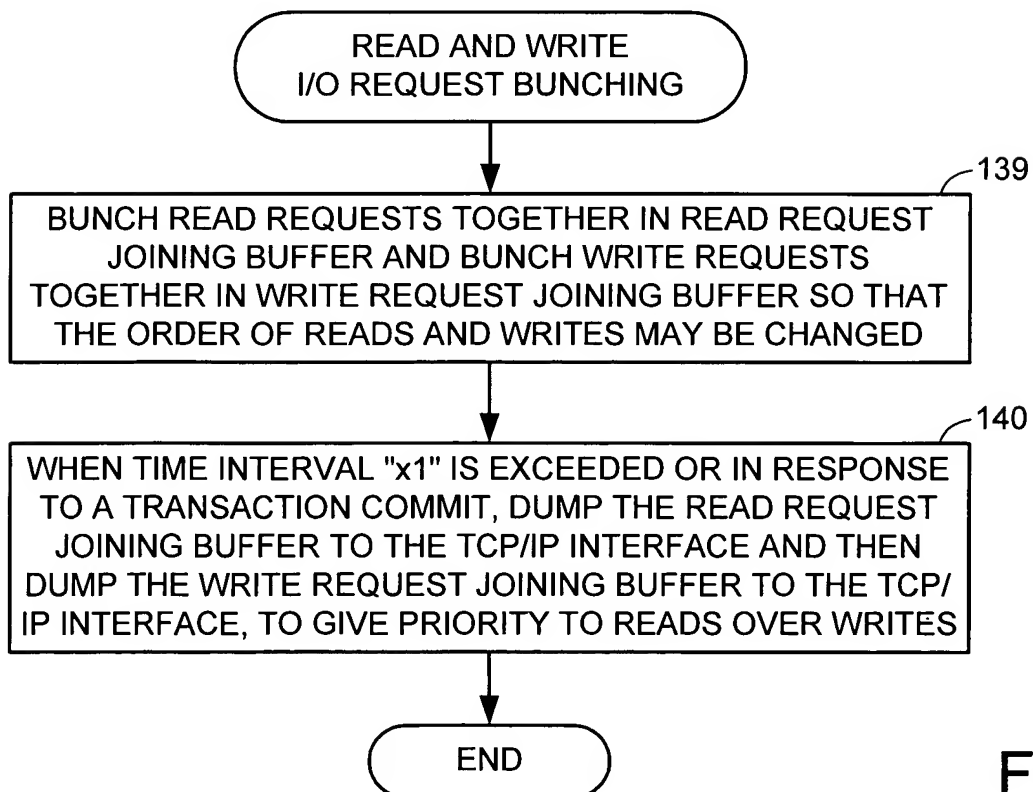 READ AND WRITE
I/O REQUEST BUNCHING
139
BUNCH READ REQUESTS TOGETHER IN READ REQUEST
JOINING BUFFER AND BUNCH WRITE REQUESTS
TOGETHER IN WRITE REQUEST JOINING BUFFER SO THAT
THE ORDER OF READS AND WRITES MAY BE CHANGED
140
WHEN TIME INTERVAL "x1" IS EXCEEDED OR IN RESPONSE
TO A TRANSACTION COMMIT, DUMP THE READ REQUEST
JOINING BUFFER TO THE TCP/IP INTERFACE AND THEN
DUMP THE WRITE REQUEST JOINING BUFFER TO THE TCP/
IP INTERFACE, TO GIVE PRIORITY TO READS OVER WRITES
END